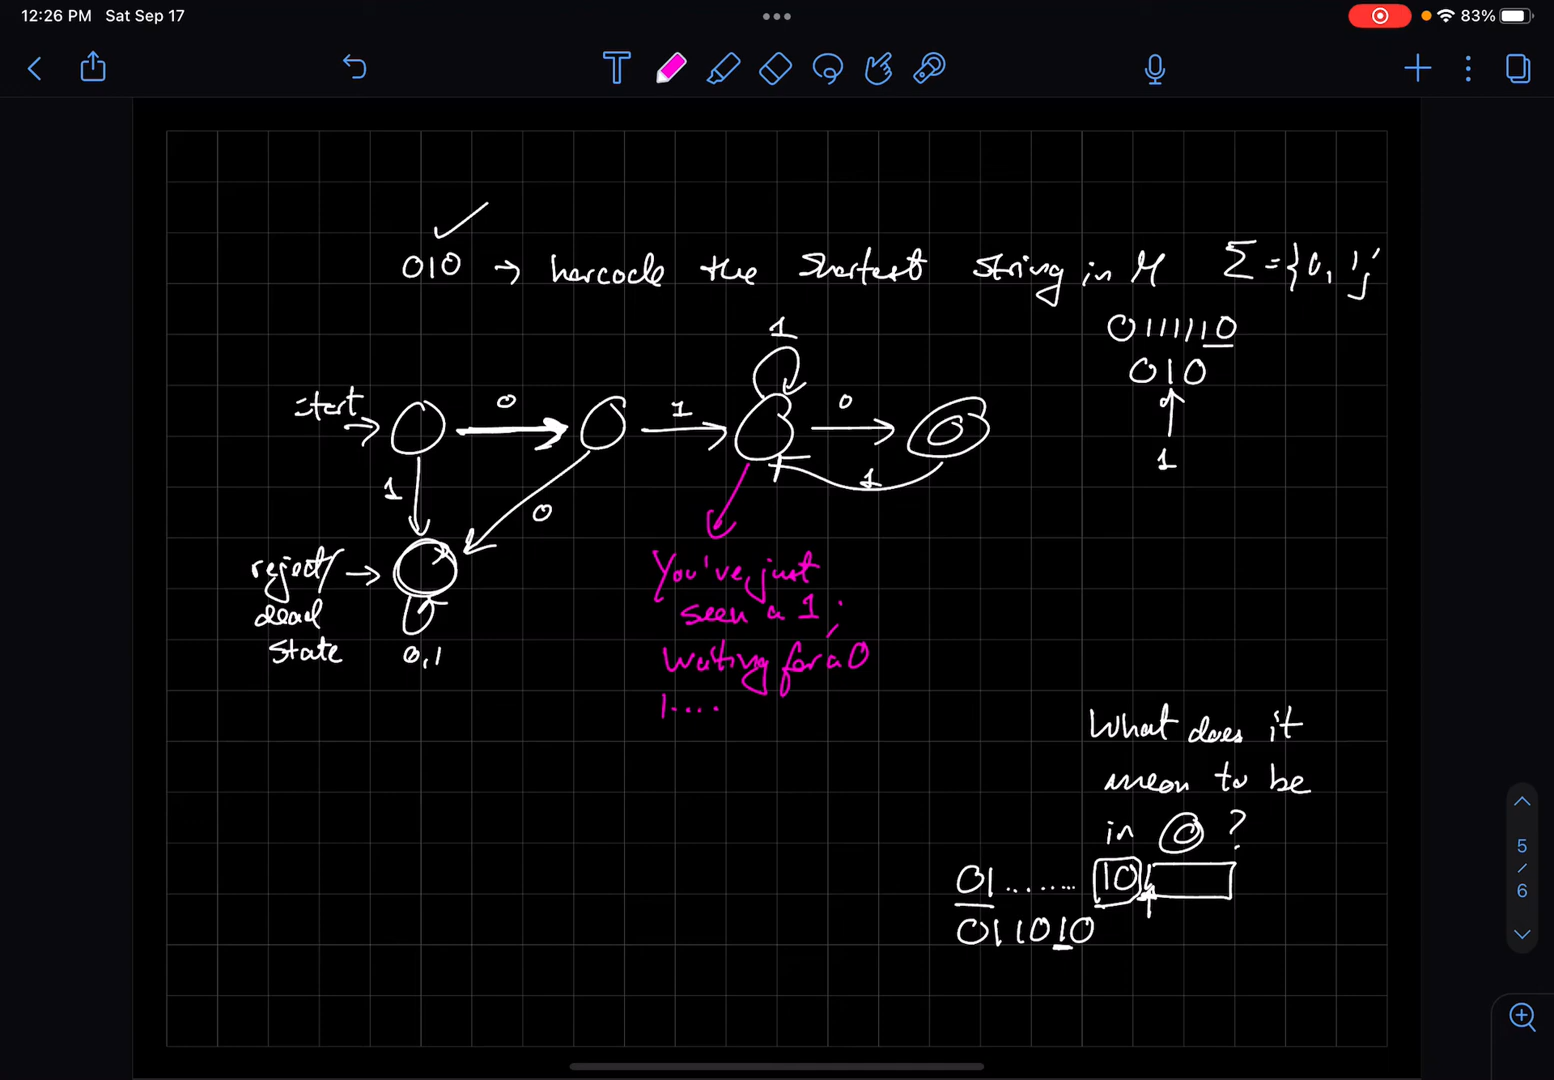 12:26 PM Sat Sep 17
83%
010 → harcode the shortest string in M Σ = {0, 1}
0111110
010
1
1
start
0
1
0
1
1
0
reject/
dead
state
0,1
You've just
seen a 1;
waiting for a 0
1....
What does it
mean to be
in ?
01....... 10
011010
5
/
6